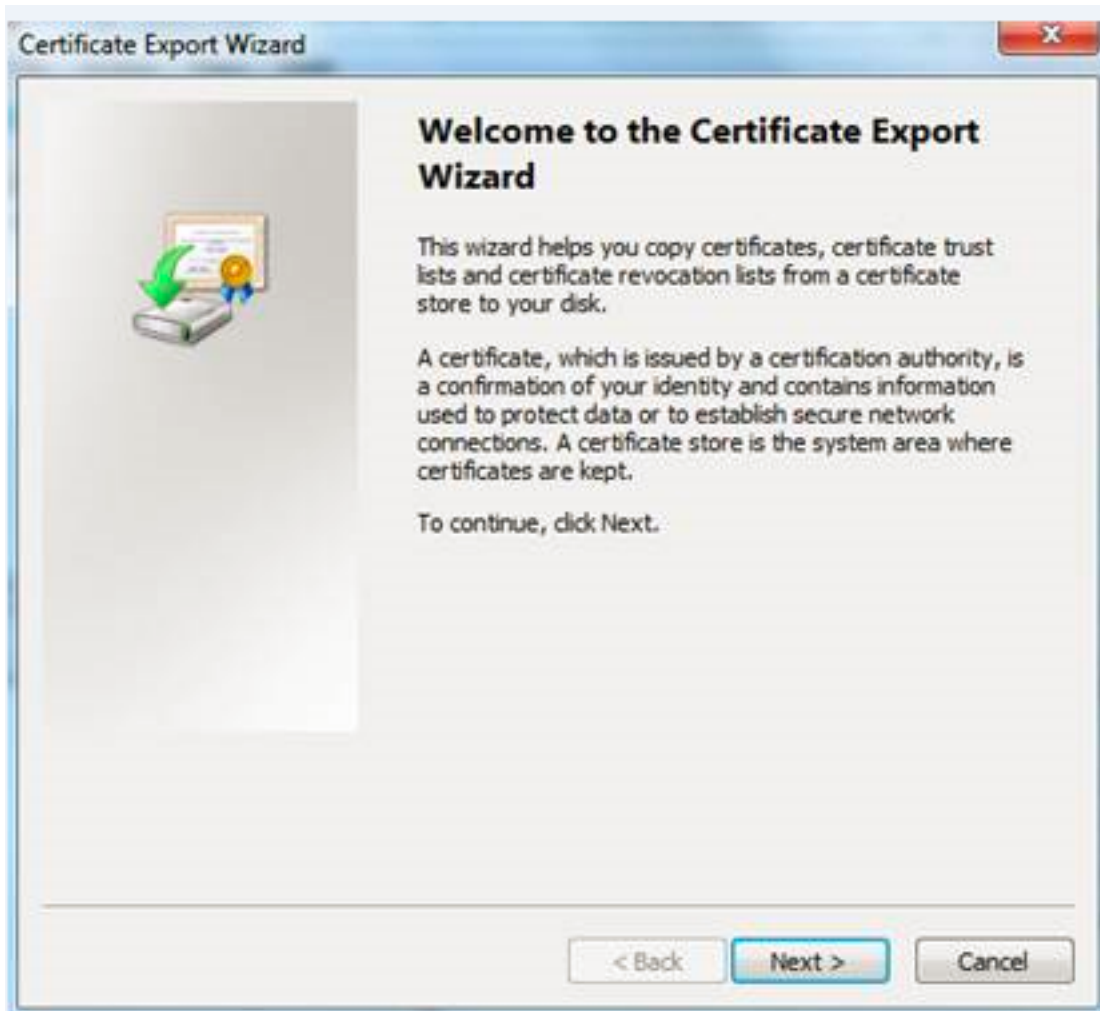 Certificate Export Wizard
Welcome to the Certificate Export
Wizard
This wizard helps you copy certificates, certificate trust
lists and certificate revocation lists from a certificate
store to your disk.
A certificate, which is issued by a certification authority, is
a confirmation of your identity and contains information
used to protect data or to establish secure network
connections. A certificate store is the system area where
certificates are kept.
To continue, click Next.
< Back
Next >
Cancel